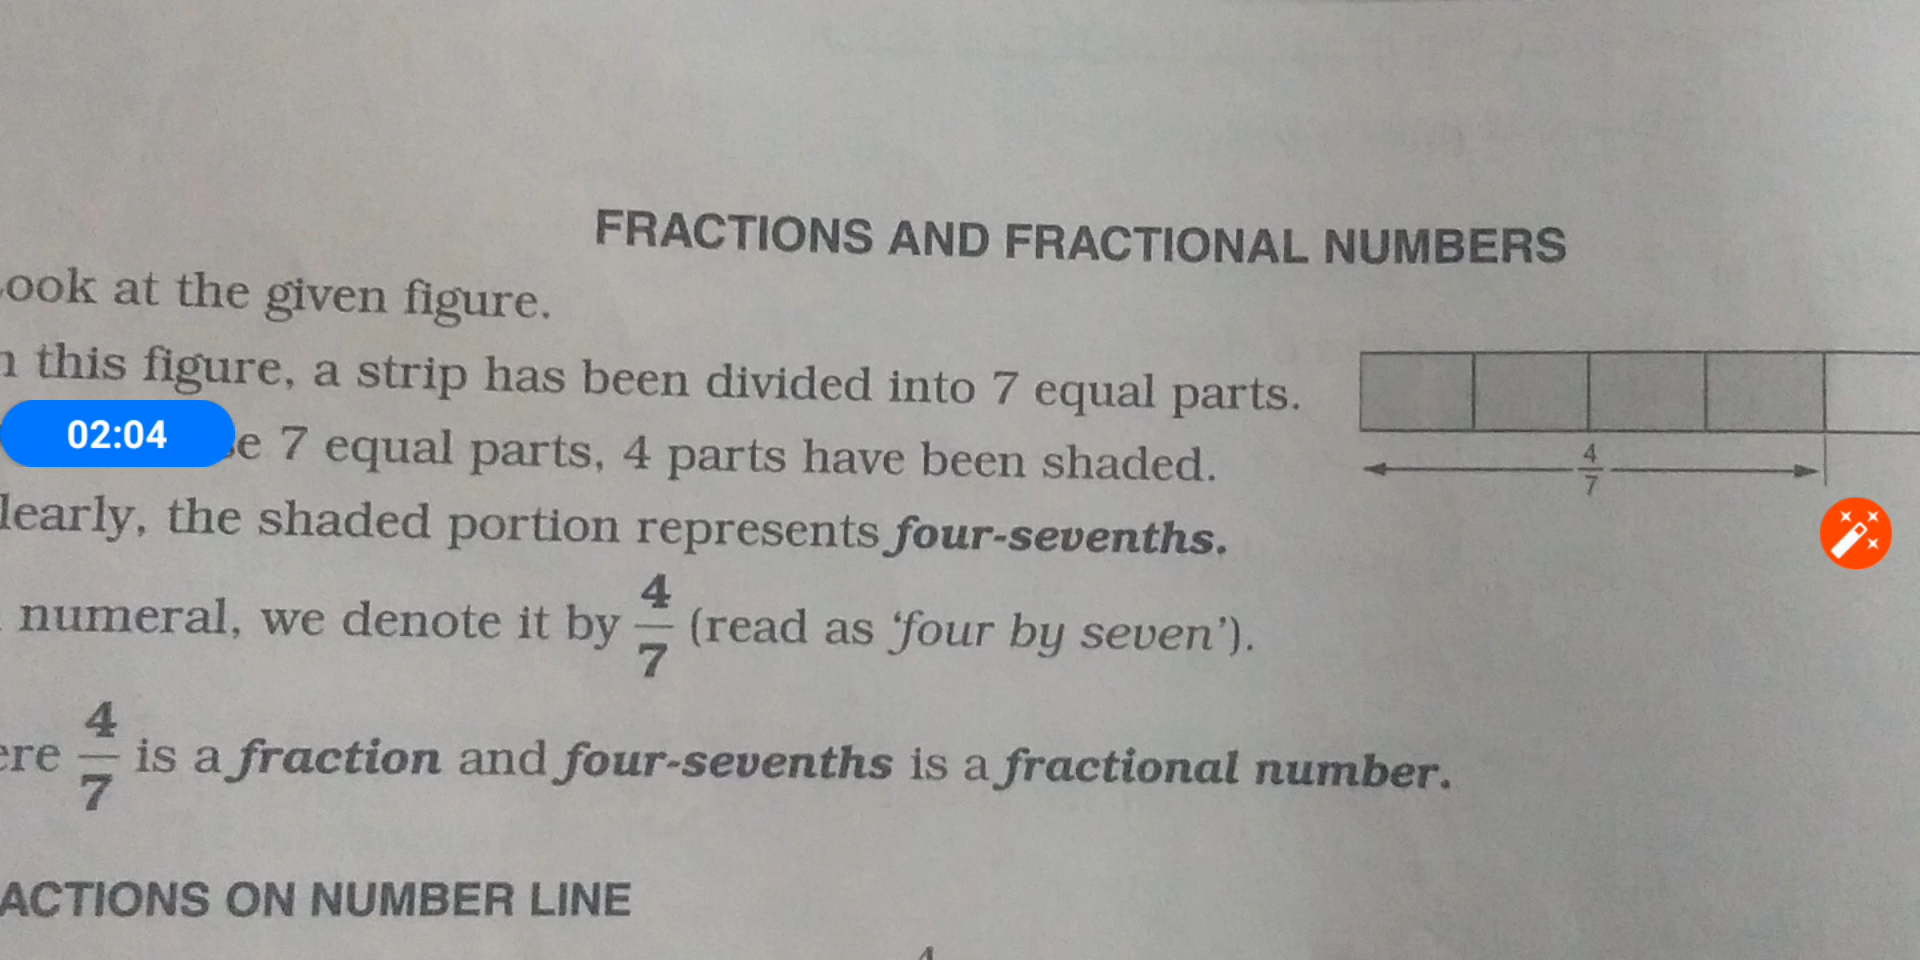 FRACTIONS AND FRACTIONAL NUMBERS
ook at the given figure.
this figure, a strip has been divided into 7 equal parts.
02:04
e 7 equal parts, 4 parts have been shaded.
4
7
learly, the shaded portion represents four-sevenths.
numeral, we denote it by 4/7 (read as ‘four by seven’).
ere 4/7 is a fraction and four-sevenths is a fractional number.
ACTIONS ON NUMBER LINE